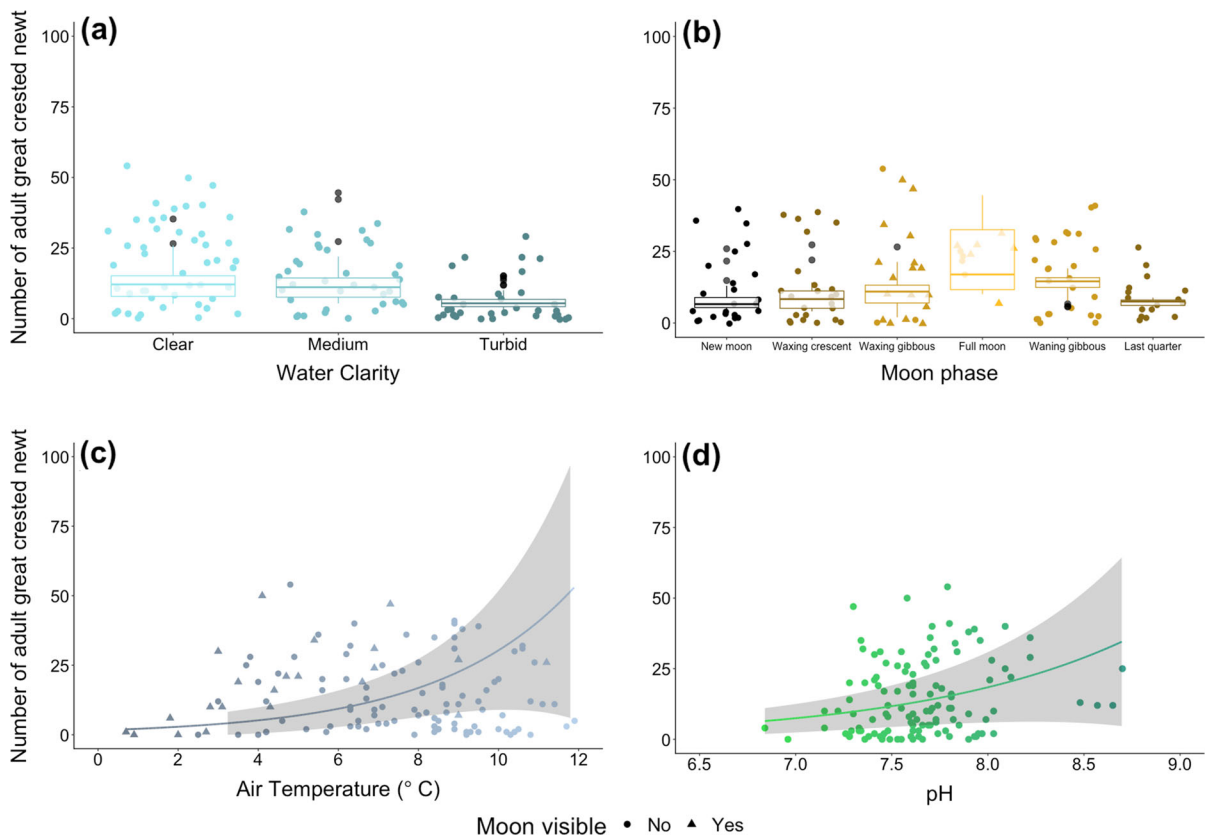 (a)
Number of adult great crested newt
100
75
50
25
0
Clear Medium Turbid
Water Clarity
(b)
100
75
50
25
0
New moon Waxing crescent Waxing gibbous Full moon Waning gibbous Last quarter
Moon phase
(c)
Number of adult great crested newt
100
75
50
25
0
0 2 4 6 8 10 12
Air Temperature (° C)
(d)
100
75
50
25
0
6.5 7.0 7.5 8.0 8.5 9.0
pH
Moon visible No Yes